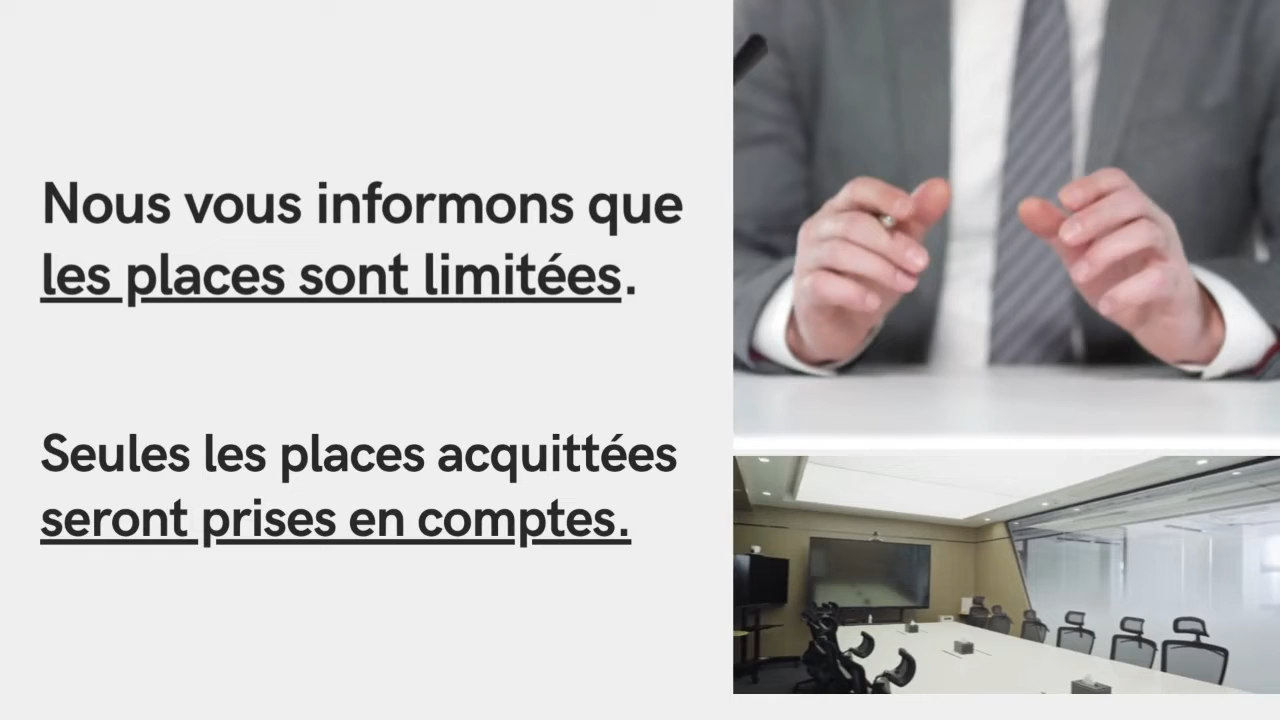 Nous vous informons que
les places sont limitées.
Seules les places acquittées
seront prises en comptes.